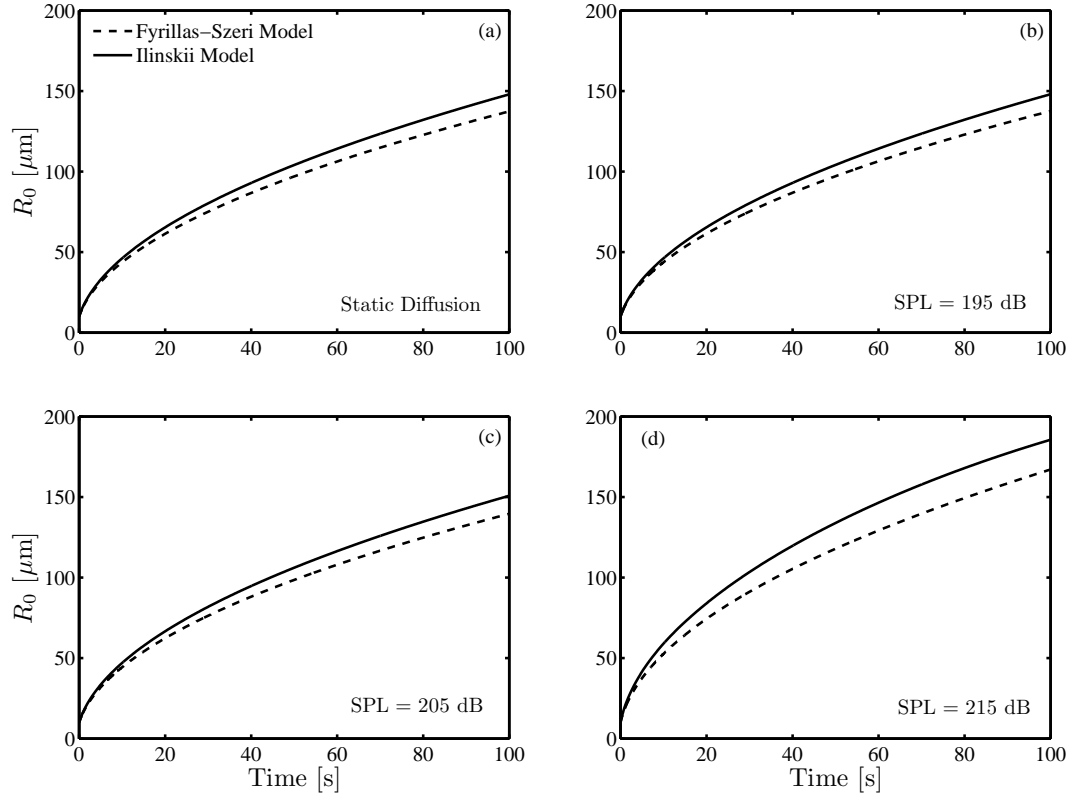 200
(a)
Fyrillas−Szeri Model
Ilinskii Model
150
100
50
0
R0 [μm]
Static Diffusion
0 20 40 60 80 100
200
(b)
150
100
50
0
SPL = 195 dB
0 20 40 60 80 100
200
(c)
150
100
50
0
R0 [μm]
SPL = 205 dB
0 20 40 60 80 100
Time [s]
200
(d)
150
100
50
0
SPL = 215 dB
0 20 40 60 80 100
Time [s]